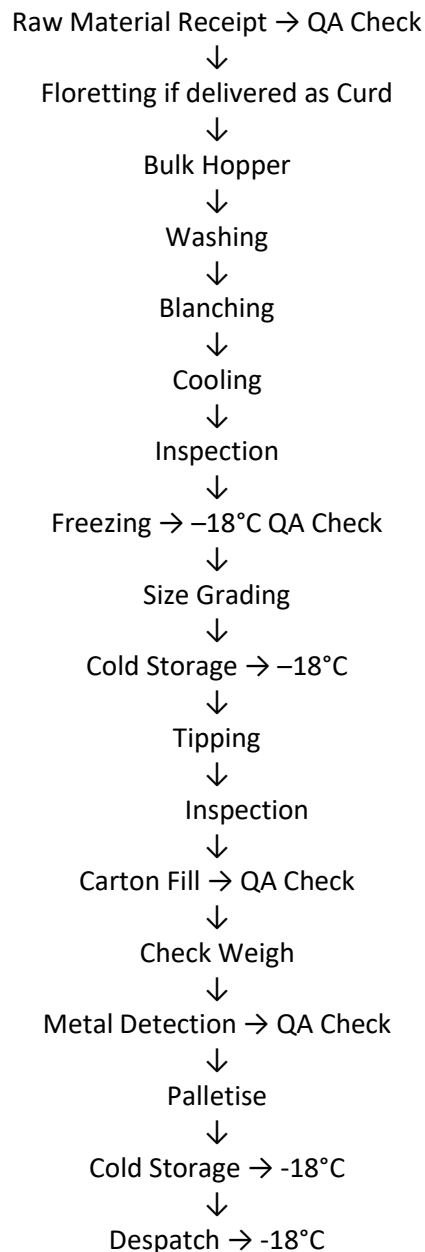 Raw Material Receipt → QA Check
↓
Floretting if delivered as Curd
↓
Bulk Hopper
↓
Washing
↓
Blanching
↓
Cooling
↓
Inspection
↓
Freezing → –18°C QA Check
↓
Size Grading
↓
Cold Storage → –18°C
↓
Tipping
↓
Inspection
↓
Carton Fill → QA Check
↓
Check Weigh
↓
Metal Detection → QA Check
↓
Palletise
↓
Cold Storage → -18°C
↓
Despatch → -18°C